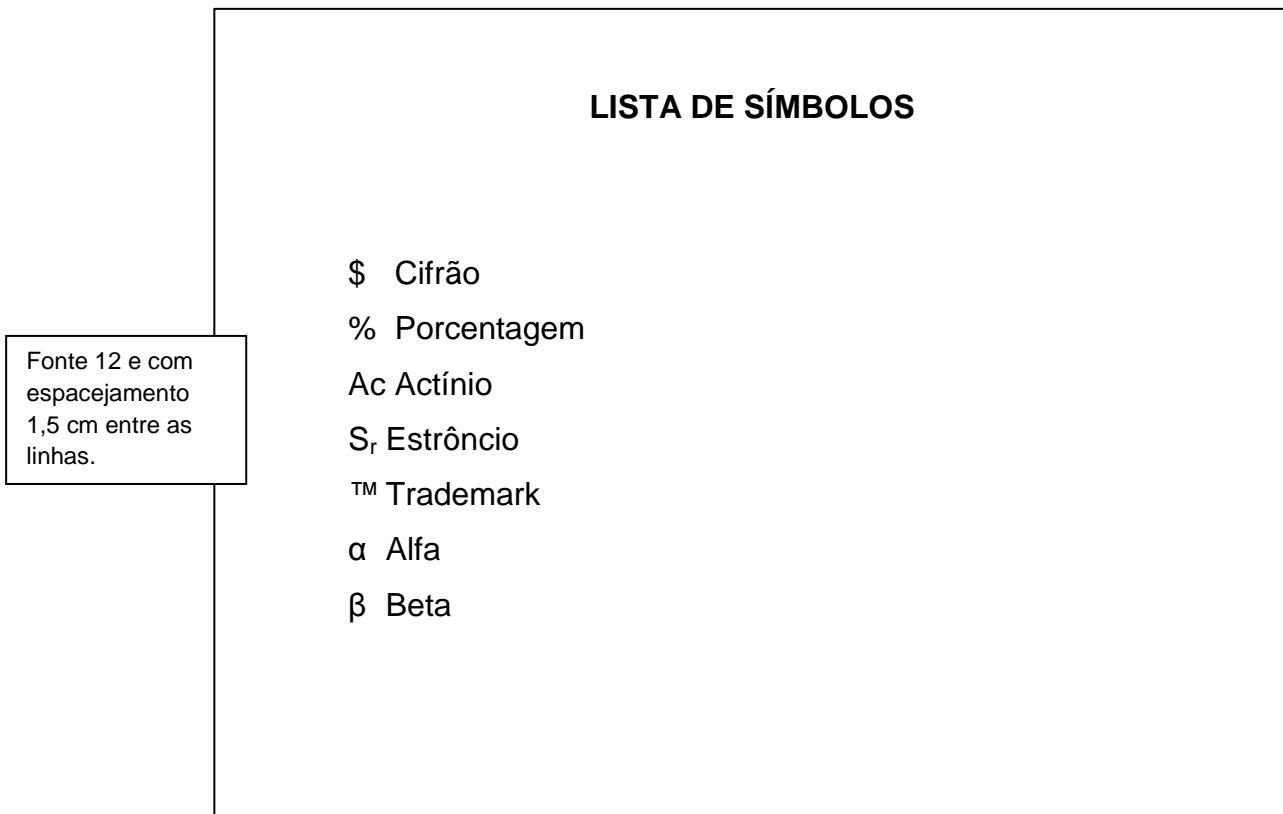 LISTA DE SÍMBOLOS
$ Cifrão
% Porcentagem
Fonte 12 e com
espacejamento
1,5 cm entre as
linhas.
Ac Actínio
Sᵣ Estrôncio
™ Trademark
α Alfa
β Beta